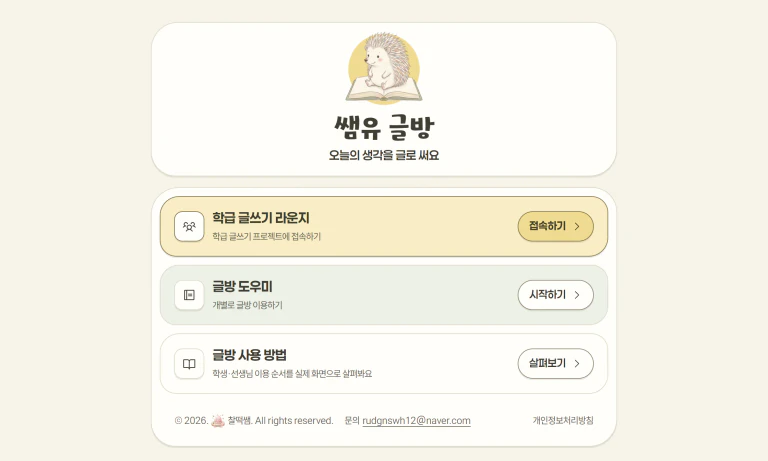 쌤유 글방
오늘의 생각을 글로 써요
학급 글쓰기 라운지
학급 글쓰기 프로젝트에 접속하기
접속하기
글방 도우미
개별로 글방 이용하기
시작하기
글방 사용 방법
학생·선생님 이용 순서를 실제 화면으로 살펴봐요
살펴보기
© 2026. 찰떡쌤. All rights reserved. 문의 rudgnswh12@naver.com 개인정보처리방침